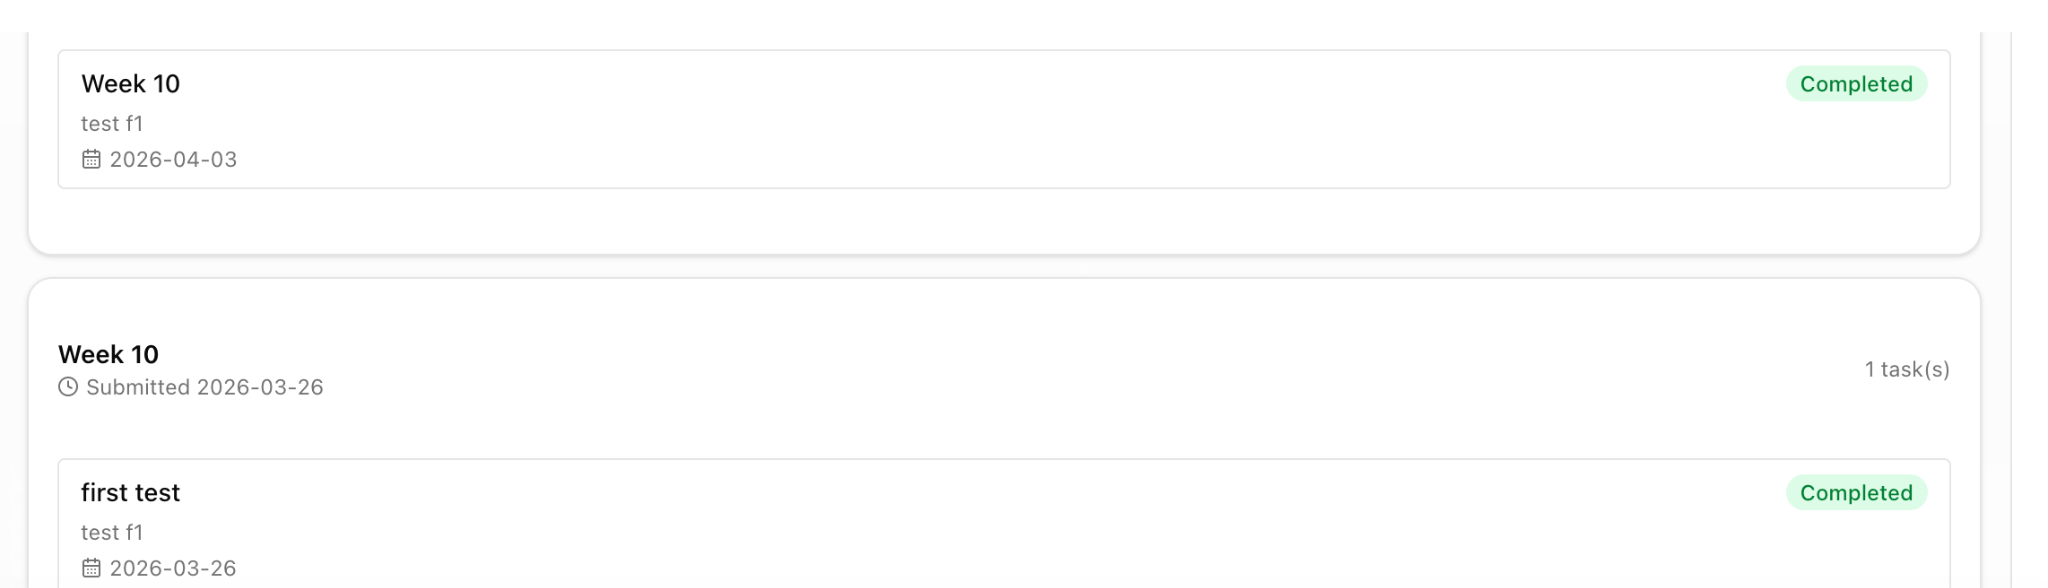 Week 10
Completed
test f1
2026-04-03
Week 10
Submitted 2026-03-26
1 task(s)
first test
Completed
test f1
2026-03-26